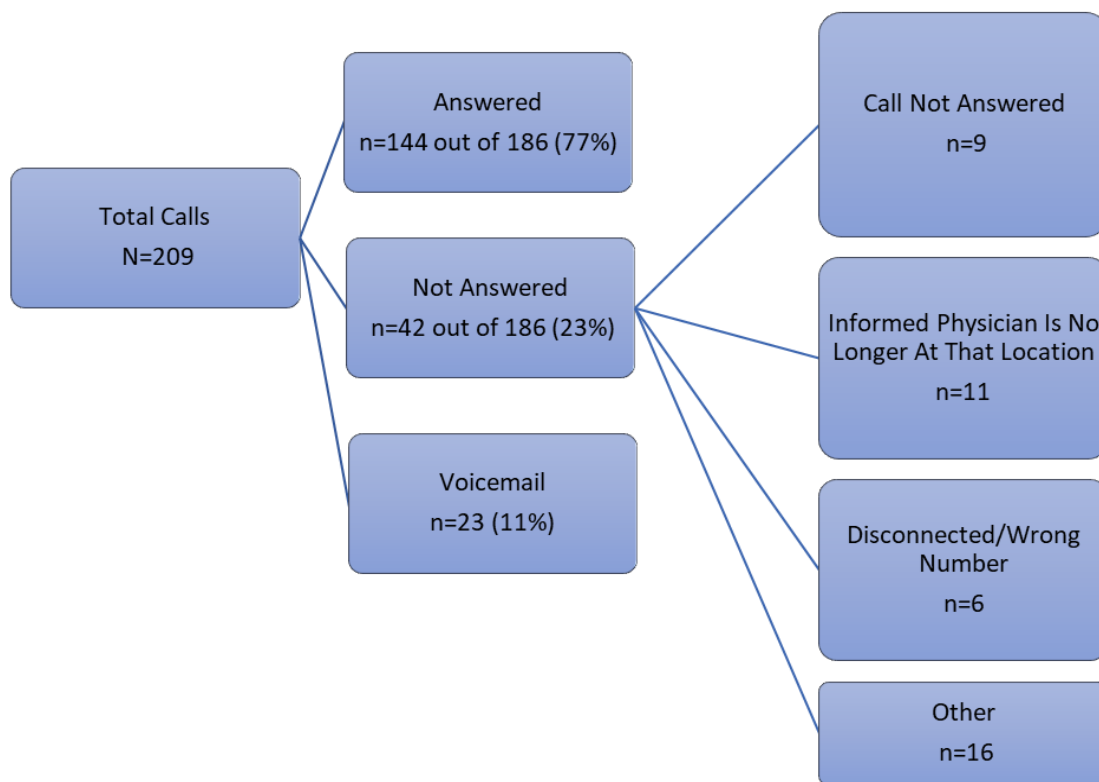 Total Calls
N=209
Answered
n=144 out of 186 (77%)
Not Answered
n=42 out of 186 (23%)
Voicemail
n=23 (11%)
Call Not Answered
n=9
Informed Physician Is No
Longer At That Location
n=11
Disconnected/Wrong
Number
n=6
Other
n=16